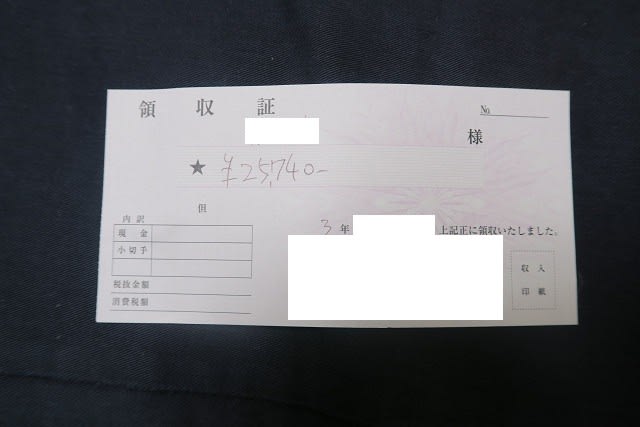 領収証
No.
様
★ ¥25,740-
但
3年
上記正に領収いたしました。
内訳
現金
小切手
税抜金額
消費税額
収入
印紙